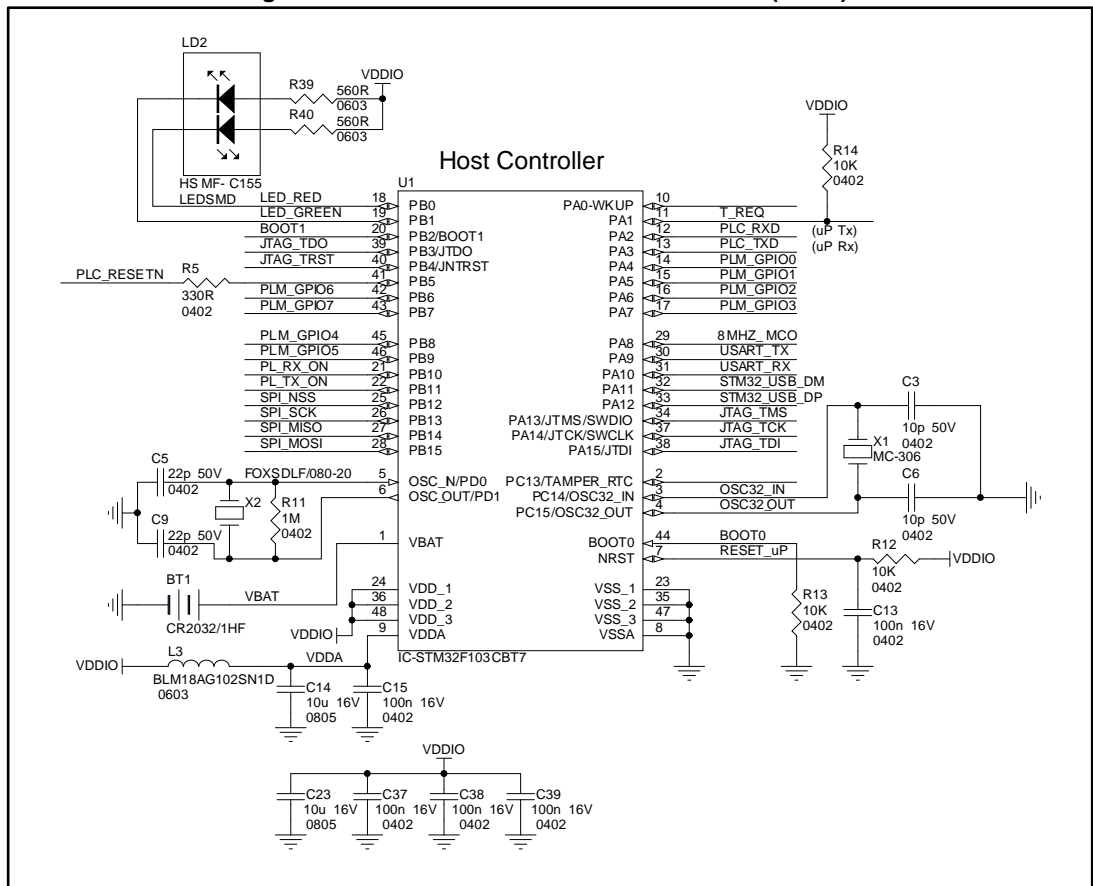 LD2
VDDIO
R39
560R
0603
R40
560R
0603
HSMF- C155
LEDSMD
Host Controller
U1
VDDIO
R14
10K
0402
LED_RED 18 PB0
LED_GREEN 19 PB1
BOOT1 20 PB2/BOOT1
JTAG_TDO 39 PB3/JTDO
JTAG_TRST 40 PB4/JNTRST
PLC_RESETN
R5
330R
0402
41 PB5
PLM_GPIO6 42 PB6
PLM_GPIO7 43 PB7
PLM_GPIO4 45 PB8
PLM_GPIO5 46 PB9
PL_RX_ON 21 PB10
PL_TX_ON 22 PB11
SPI_NSS 25 PB12
SPI_SCK 26 PB13
SPI_MISO 27 PB14
SPI_MOSI 28 PB15
PA0-WKUP 10
PA1 11 T_REQ
PA2 12 PLC_RXD (uP Tx)
PA3 13 PLC_TXD (uP Rx)
PA4 14 PLM_GPIO0
PA5 15 PLM_GPIO1
PA6 16 PLM_GPIO2
PA7 17 PLM_GPIO3
PA8 29 8MHZ_MCO
PA9 30 USART_TX
PA10 31 USART_RX
PA11 32 STM32_USB_DM
PA12 33 STM32_USB_DP
PA13/JTMS/SWDIO 34 JTAG_TMS
PA14/JTCK/SWCLK 37 JTAG_TCK
PA15/JTDI 38 JTAG_TDI
C3
10p 50V
0402
X1
MC-306
C6
10p 50V
0402
C5
22p 50V
0402
FOXSDLF/080-20
5 OSC_N/PD0
6 OSC_OUT/PD1
X2
R11
1M
0402
C9
22p 50V
0402
PC13/TAMPER_RTC 2
PC14/OSC32_IN 3 OSC32_IN
PC15/OSC32_OUT 4 OSC32_OUT
1 VBAT
BT1
VBAT
CR2032/1HF
BOOT0 44 BOOT0
NRST 7 RESET_uP
R12
10K
0402
VDDIO
R13
10K
0402
C13
100n 16V
0402
24 VDD_1
36 VDD_2
48 VDD_3
9 VDDA
VDDIO
VSS_1 23
VSS_2 35
VSS_3 47
VSSA 8
IC-STM32F103CBT7
VDDIO
L3
BLM18AG102SN1D
0603
VDDA
C14
10u 16V
0805
C15
100n 16V
0402
VDDIO
C23
10u 16V
0805
C37
100n 16V
0402
C38
100n 16V
0402
C39
100n 16V
0402